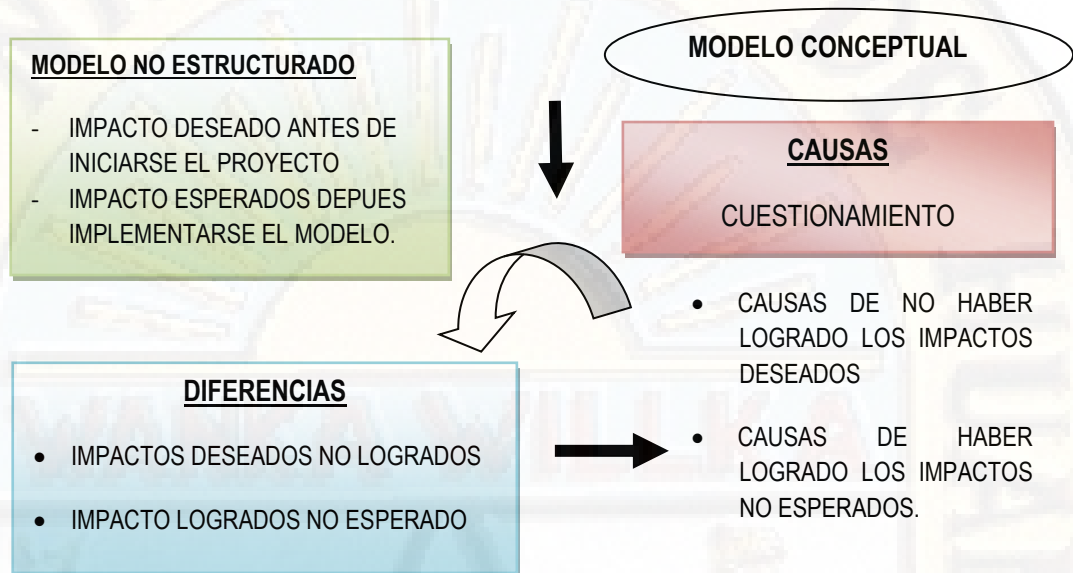 MODELO NO ESTRUCTURADO
- IMPACTO DESEADO ANTES DE
INICIARSE EL PROYECTO
- IMPACTO ESPERADOS DEPUES
IMPLEMENTARSE EL MODELO.
MODELO CONCEPTUAL
CAUSAS
CUESTIONAMIENTO
• CAUSAS DE NO HABER
LOGRADO LOS IMPACTOS
DESEADOS
• CAUSAS DE HABER
LOGRADO LOS IMPACTOS
NO ESPERADOS.
DIFERENCIAS
• IMPACTOS DESEADOS NO LOGRADOS
• IMPACTO LOGRADOS NO ESPERADO
WANKA WILLKA